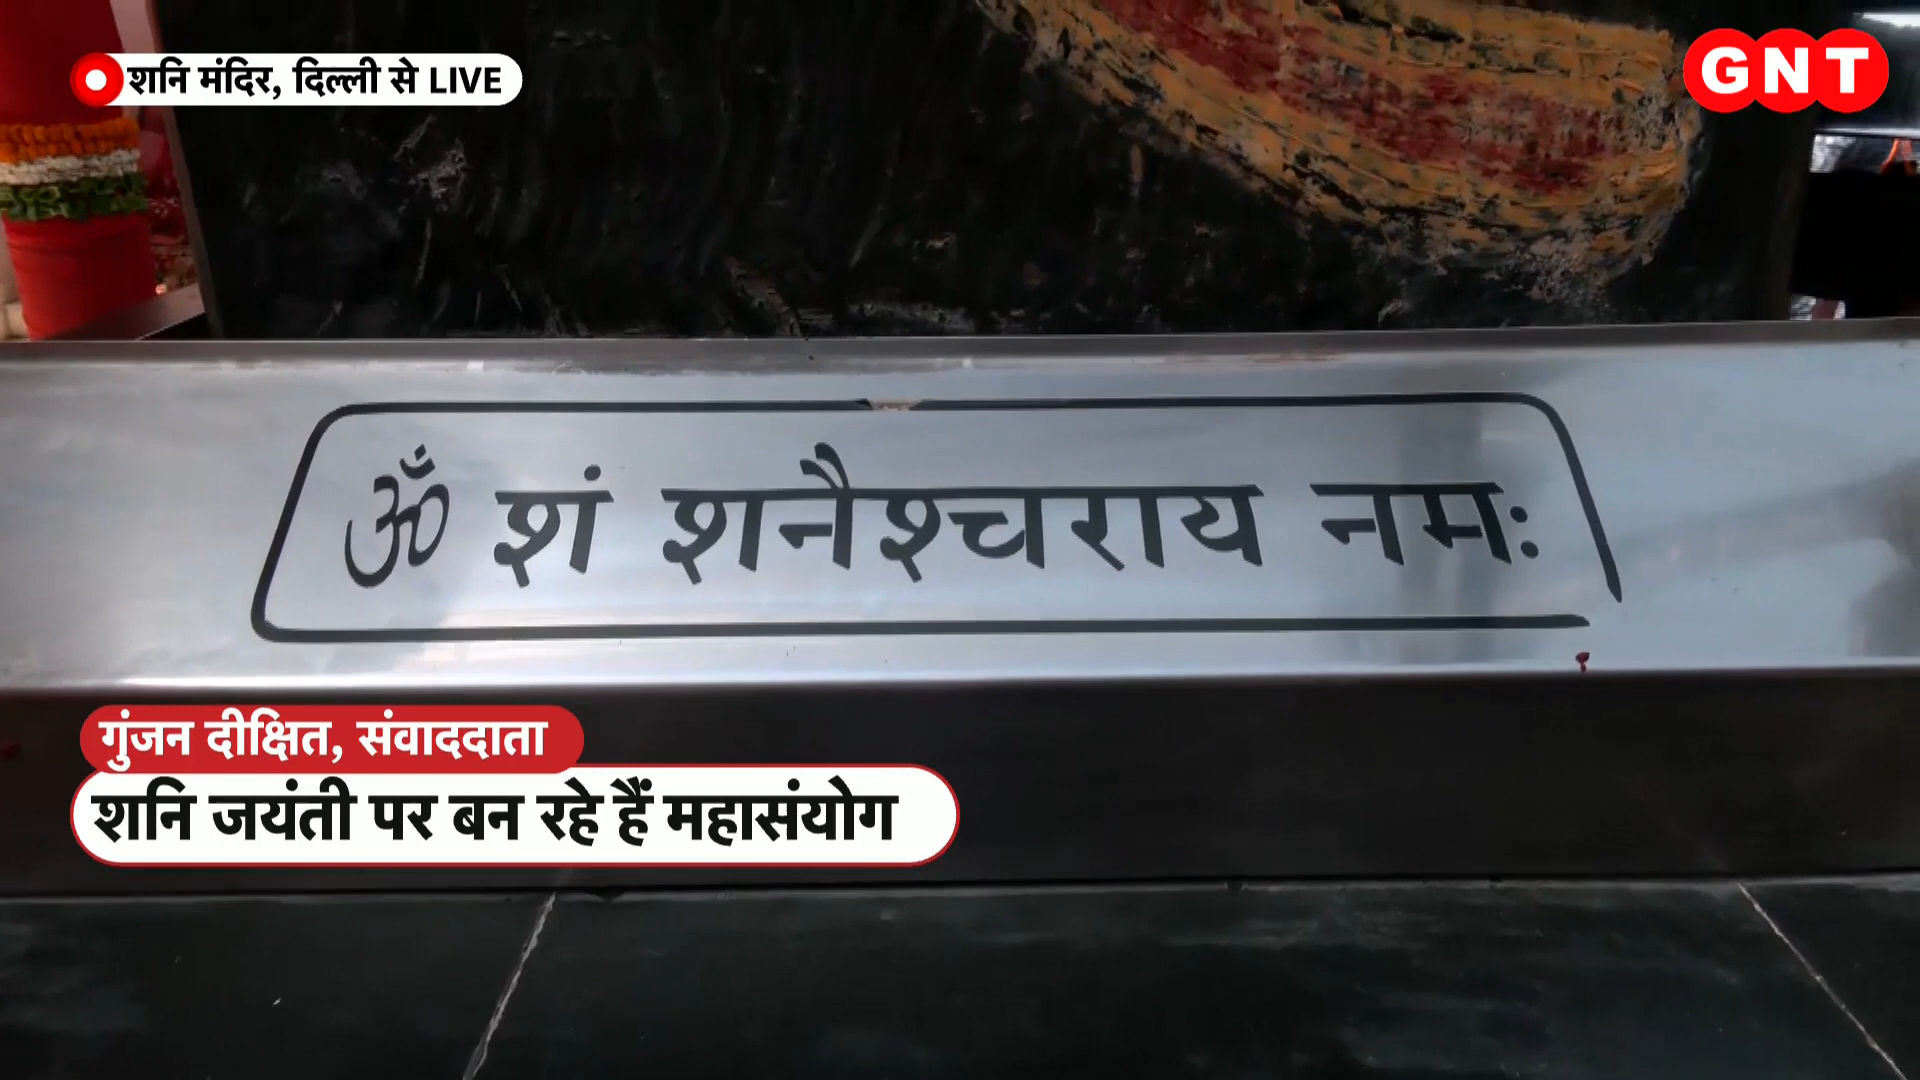 शनि मंदिर, दिल्ली से LIVE
GNT
ॐ शं शनैश्चराय नमः
गुंजन दीक्षित, संवाददाता
शनि जयंती पर बन रहे हैं महासंयोग